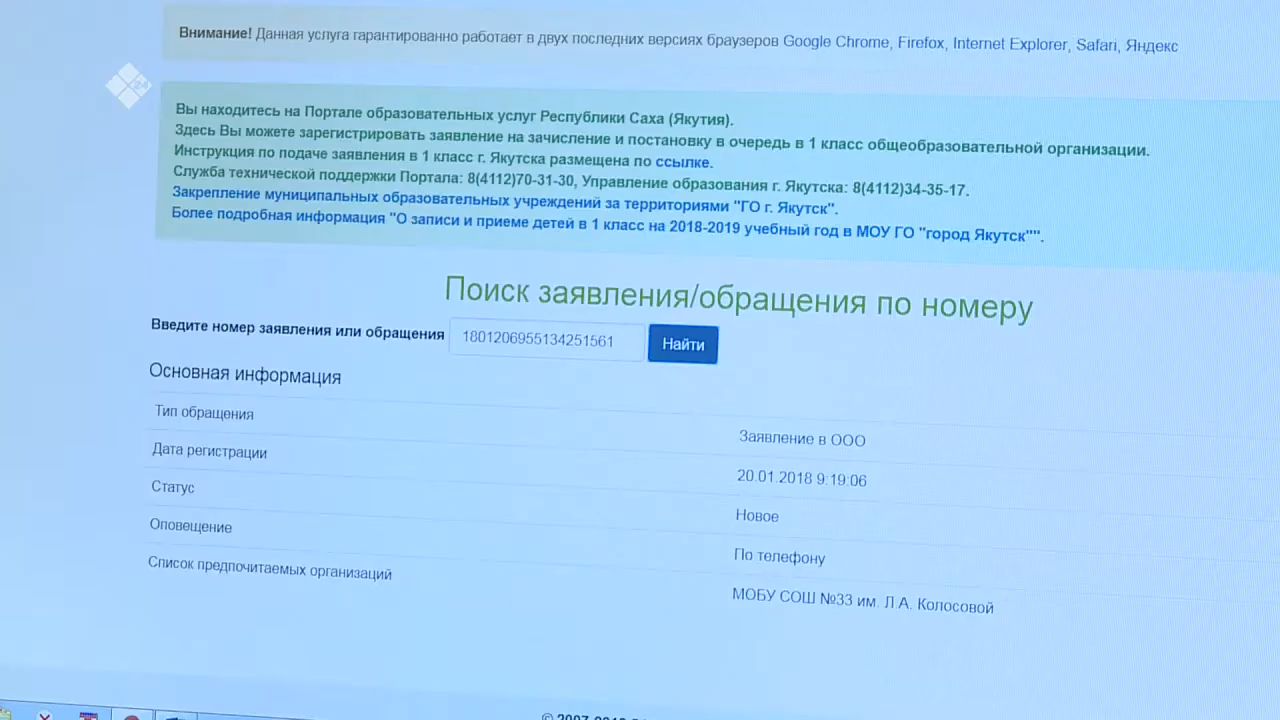 Внимание! Данная услуга гарантированно работает в двух последних версиях браузеров Google Chrome, Firefox, Internet Explorer, Safari, Яндекс
24
Вы находитесь на Портале образовательных услуг Республики Саха (Якутия).
Здесь Вы можете зарегистрировать заявление на зачисление и постановку в очередь в 1 класс общеобразовательной организации.
Инструкция по подаче заявления в 1 класс г. Якутска размещена по ссылке.
Служба технической поддержки Портала: 8(4112)70-31-30, Управление образования г. Якутска: 8(4112)34-35-17.
Закрепление муниципальных образовательных учреждений за территориями "ГО г. Якутск".
Более подробная информация "О записи и приеме детей в 1 класс на 2018-2019 учебный год в МОУ ГО "город Якутск"".
Поиск заявления/обращения по номеру
Введите номер заявления или обращения 1801206955134251561 Найти
Основная информация
Тип обращения Заявление в ООО
Дата регистрации 20.01.2018 9:19:06
Статус Новое
Оповещение По телефону
Список предпочитаемых организаций МОБУ СОШ №33 им. Л.А. Колосовой